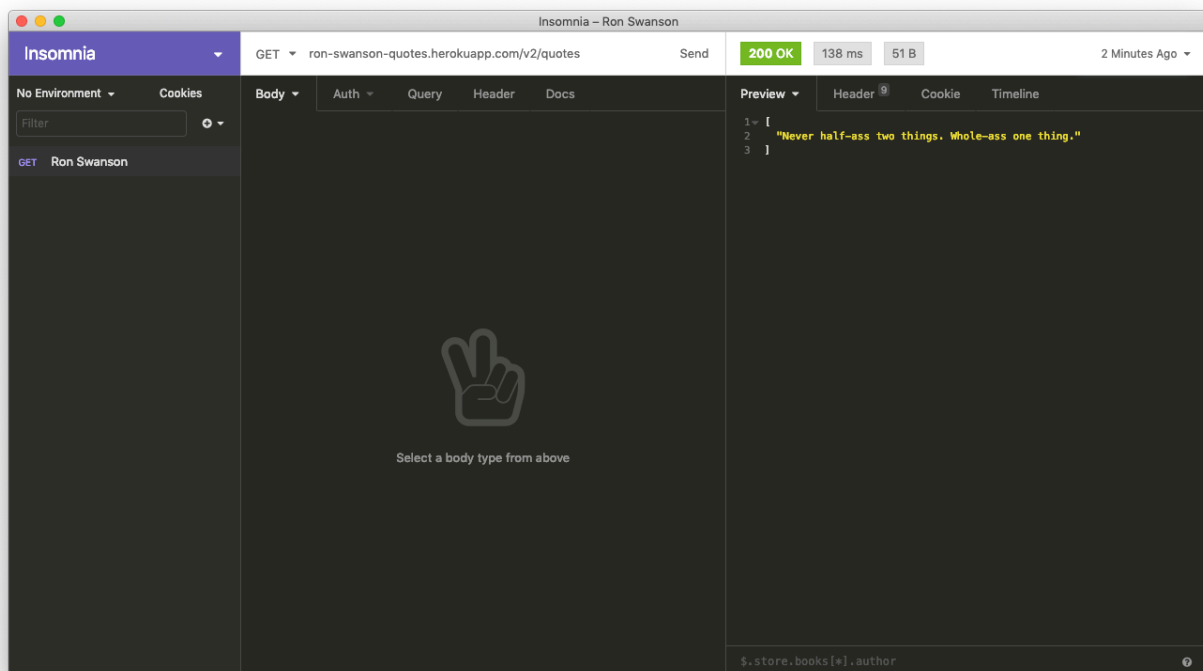 Insomnia – Ron Swanson
Insomnia
GET ron-swanson-quotes.herokuapp.com/v2/quotes Send
200 OK 138 ms 51 B 2 Minutes Ago
No Environment Cookies
Body Auth Query Header Docs
Preview Header 9 Cookie Timeline
Filter
GET Ron Swanson
1 [
2 "Never half-ass two things. Whole-ass one thing."
3 ]
Select a body type from above
$.store.books[*].author